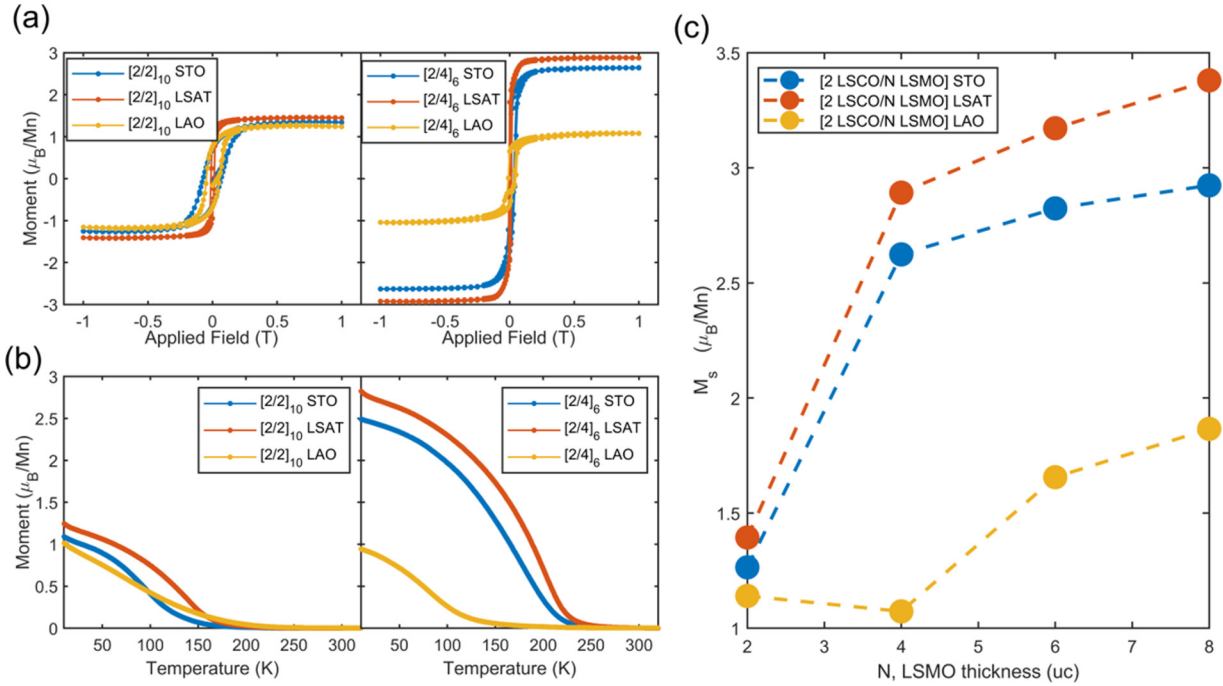 (a)
3
2
1
0
-1
-2
-3
Moment (μB/Mn)
[2/2]10 STO
[2/2]10 LSAT
[2/2]10 LAO
-1 -0.5 0 0.5 1
Applied Field (T)
[2/4]6 STO
[2/4]6 LSAT
[2/4]6 LAO
-1 -0.5 0 0.5 1
Applied Field (T)
(b)
3
2.5
2
1.5
1
0.5
0
Moment (μB/Mn)
[2/2]10 STO
[2/2]10 LSAT
[2/2]10 LAO
50 100 150 200 250 300
Temperature (K)
[2/4]6 STO
[2/4]6 LSAT
[2/4]6 LAO
50 100 150 200 250 300
Temperature (K)
(c)
3.5
3
2.5
2
1.5
1
Ms (μB/Mn)
[2 LSCO/N LSMO] STO
[2 LSCO/N LSMO] LSAT
[2 LSCO/N LSMO] LAO
2 3 4 5 6 7 8
N, LSMO thickness (uc)